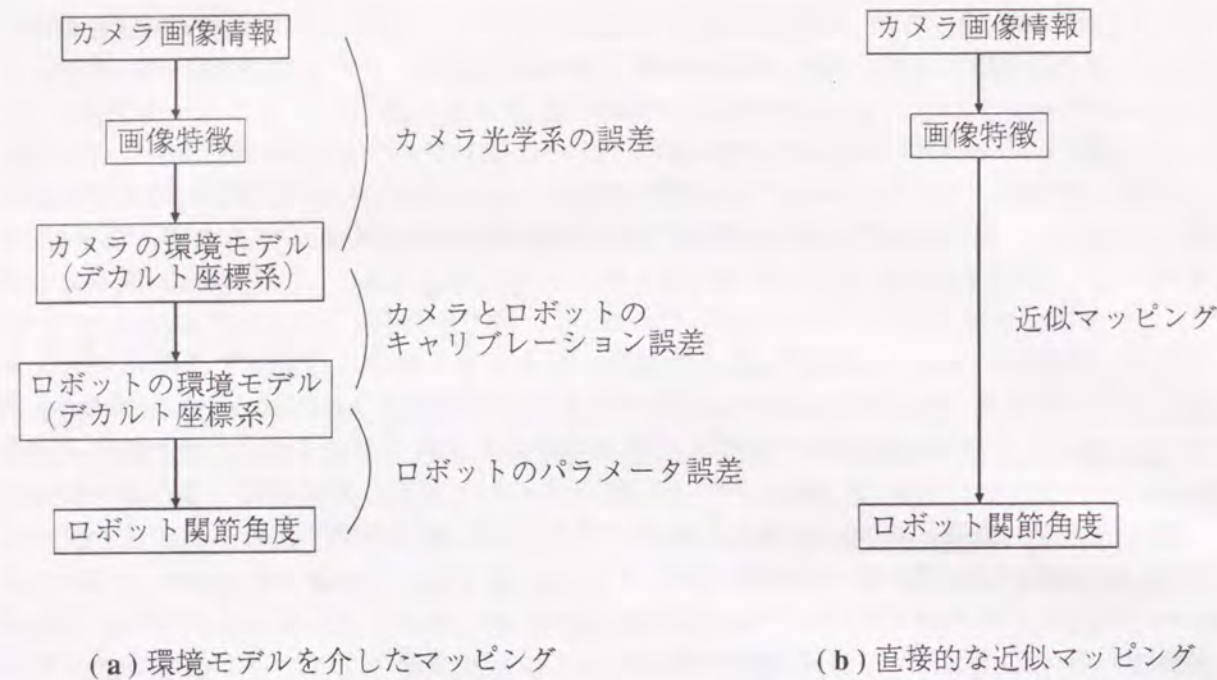 カメラ画像情報
画像特徴
カメラ光学系の誤差
カメラの環境モデル
(デカルト座標系)
カメラとロボットの
キャリブレーション誤差
ロボットの環境モデル
(デカルト座標系)
ロボットのパラメータ誤差
ロボット関節角度
(a) 環境モデルを介したマッピング
カメラ画像情報
画像特徴
近似マッピング
ロボット関節角度
(b) 直接的な近似マッピング